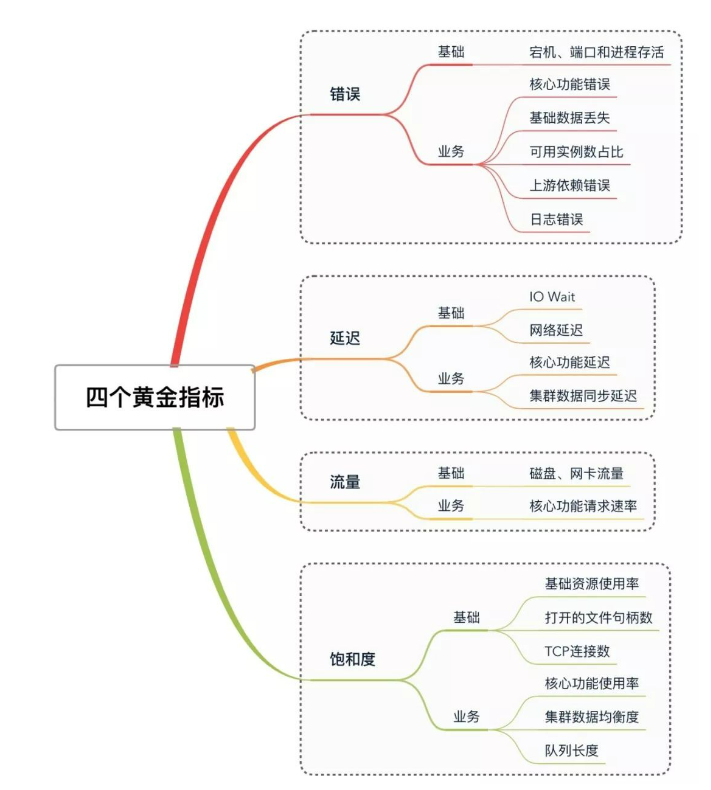 四个黄金指标
错误
基础
宕机、端口和进程存活
业务
核心功能错误
基础数据丢失
可用实例数占比
上游依赖错误
日志错误
延迟
基础
IO Wait
网络延迟
业务
核心功能延迟
集群数据同步延迟
流量
基础
磁盘、网卡流量
业务
核心功能请求速率
饱和度
基础
基础资源使用率
打开的文件句柄数
TCP连接数
业务
核心功能使用率
集群数据均衡度
队列长度